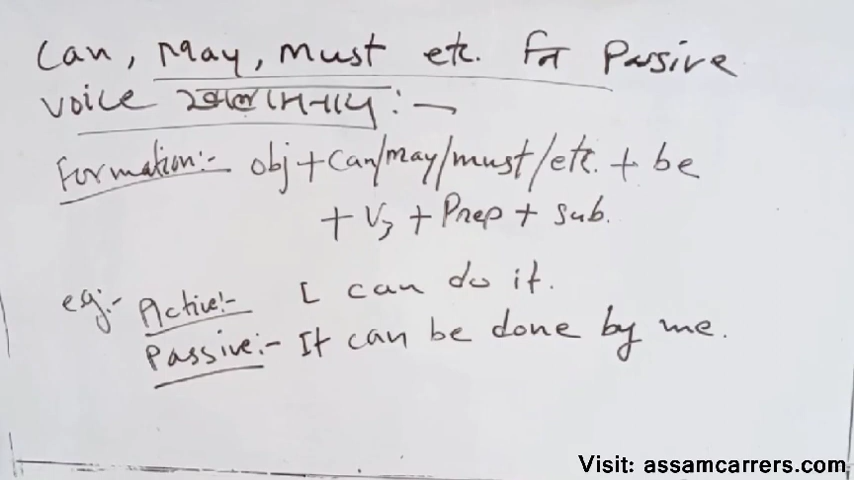 Can, May, Must etc. for Passive
voice :-
Formation:- obj + can/may/must/etc. + be
+ V3 + Prep + sub.
eg:- Active:- I can do it.
Passive:- It can be done by me.
Visit: assamcarrers.com